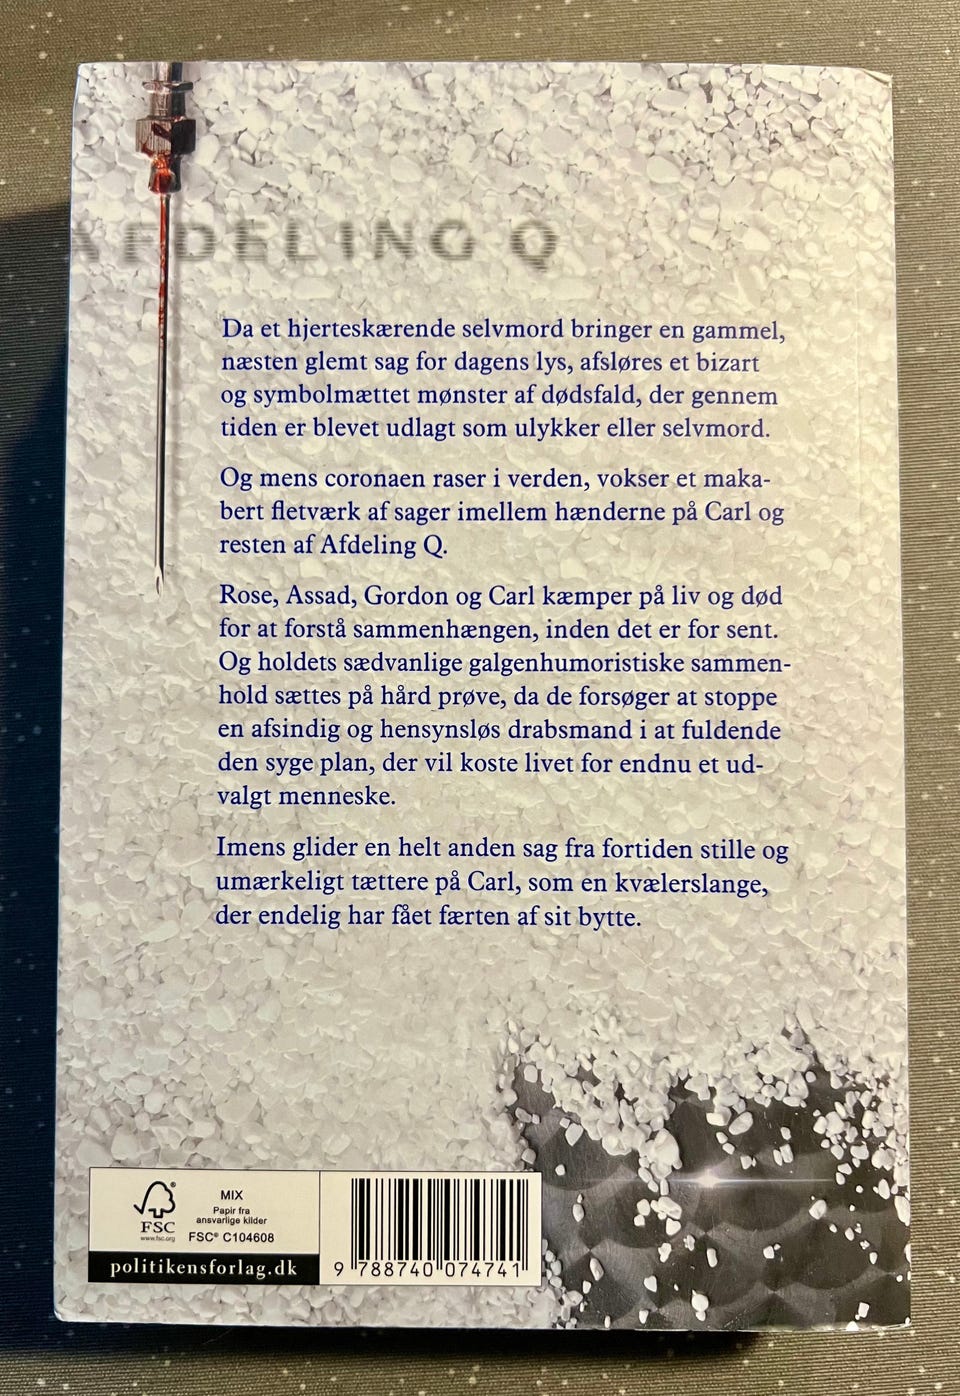 AFDELING Q
Da et hjerteskærende selvmord bringer en gammel,
næsten glemt sag for dagens lys, afsløres et bizart
og symbolmættet mønster af dødsfald, der gennem
tiden er blevet udlagt som ulykker eller selvmord.
Og mens coronaen raser i verden, vokser et maka-
bert fletværk af sager imellem hænderne på Carl og
resten af Afdeling Q.
Rose, Assad, Gordon og Carl kæmper på liv og død
for at forstå sammenhængen, inden det er for sent.
Og holdets sædvanlige galgenhumoristiske sammen-
hold sættes på hård prøve, da de forsøger at stoppe
en afsindig og hensynsløs drabsmand i at fuldende
den syge plan, der vil koste livet for endnu et ud-
valgt menneske.
Imens glider en helt anden sag fra fortiden stille og
umærkeligt tættere på Carl, som en kvælerslange,
der endelig har fået færten af sit bytte.
FSC®
www.fsc.org
MIX
Papir fra
ansvarlige kilder
FSC® C104608
politikensforlag.dk
9 788740 074741